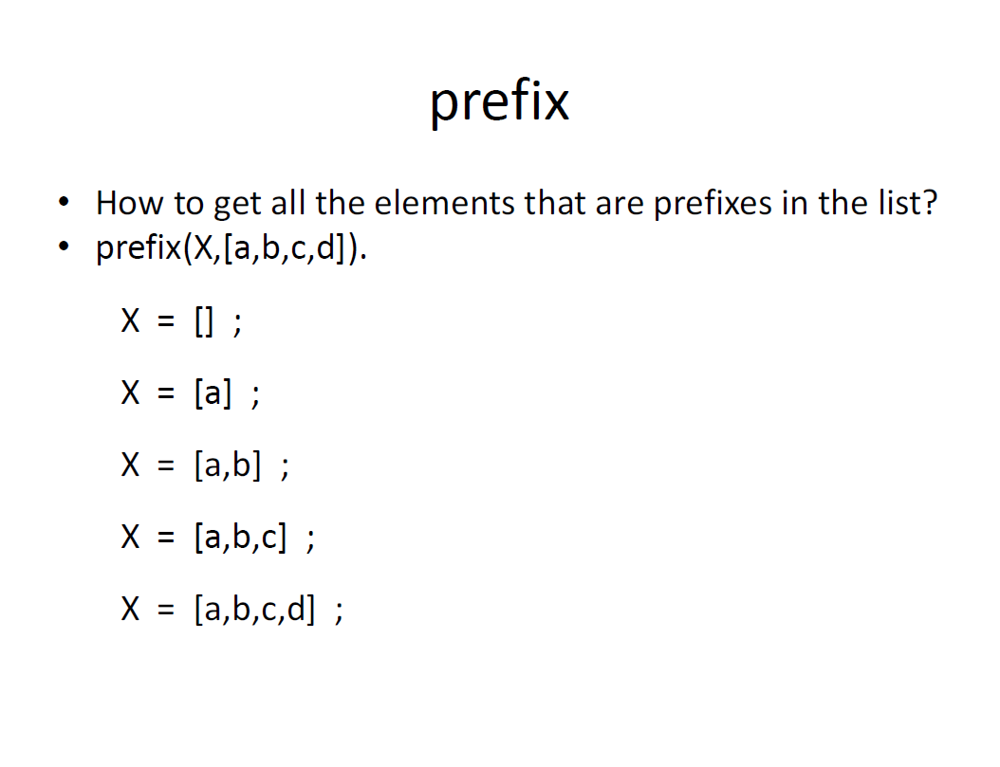 prefix
• How to get all the elements that are prefixes in the list?
• prefix(X,[a,b,c,d]).
X = [] ;
X = [a] ;
X = [a,b] ;
X = [a,b,c] ;
X = [a,b,c,d] ;